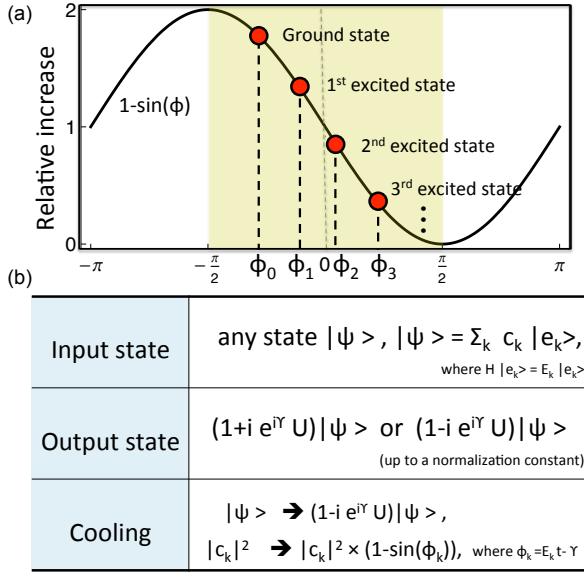 (a)
2
1
0
Relative increase
1-sin(ϕ)
Ground state
1st excited state
2nd excited state
3rd excited state
−π
−π/2
ϕ0
ϕ1
0
ϕ2
ϕ3
π/2
π
(b)
Input state
any state |ψ >, |ψ > = Σk ck |ek>,
where H |ek> = Ek |ek>
Output state
(1+i eiϒ U)|ψ > or (1-i eiϒ U)|ψ >
(up to a normalization constant)
Cooling
|ψ > ➔ (1-i eiϒ U)|ψ >,
|ck|2 ➔ |ck|2 × (1-sin(ϕk)), where ϕk=Ekt- ϒ